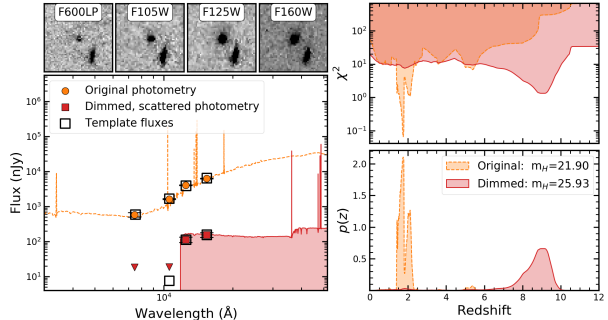 F600LP F105W F125W F160W
Original photometry
Dimmed, scattered photometry
Template fluxes
Flux (nJy)
10⁶
10⁵
10⁴
10³
10²
10¹
10⁴
Wavelength (Å)
χ²
10²
10¹
10⁰
10⁻¹
Original: m_H=21.90
Dimmed: m_H=25.93
p(z)
2.0
1.5
1.0
0.5
0.0
0 2 4 6 8 10 12
Redshift